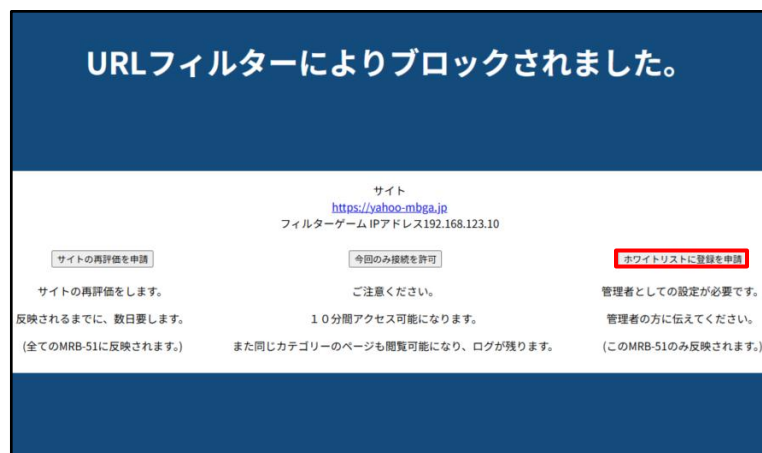 URLフィルターによりブロックされました。
サイト
https://yahoo-mbga.jp
フィルターゲーム IPアドレス192.168.123.10
サイトの再評価を申請
今回のみ接続を許可
ホワイトリストに登録を申請
サイトの再評価をします。
ご注意ください。
管理者としての設定が必要です。
反映されるまでに、数日要します。
１０分間アクセス可能になります。
管理者の方に伝えてください。
(全てのMRB-51に反映されます。)
また同じカテゴリーのページも閲覧可能になり、ログが残ります。
(このMRB-51のみ反映されます。)